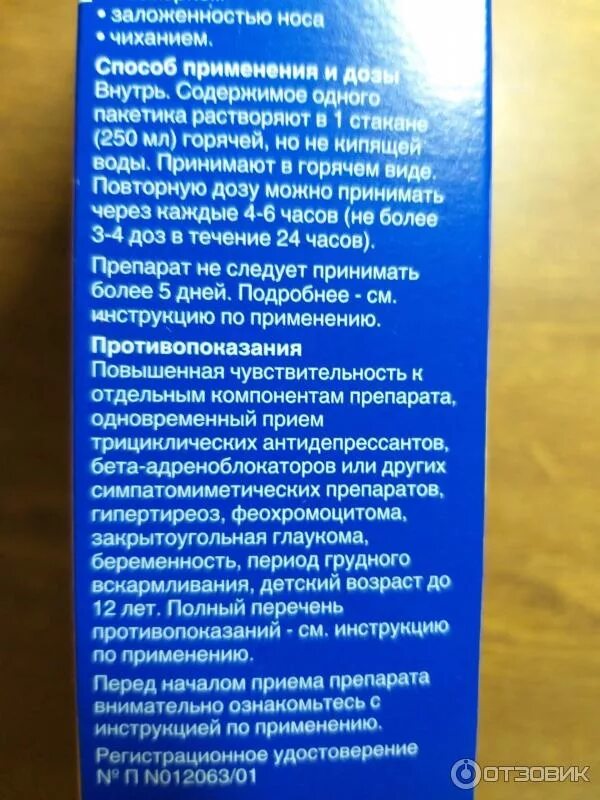 • заложенностью носа
• чиханием.
Способ применения и дозы
Внутрь. Содержимое одного
пакетика растворяют в 1 стакане
(250 мл) горячей, но не кипящей
воды. Принимают в горячем виде.
Повторную дозу можно принимать
через каждые 4-6 часов (не более
3-4 доз в течение 24 часов).
Препарат не следует принимать
более 5 дней. Подробнее - см.
инструкцию по применению.
Противопоказания
Повышенная чувствительность к
отдельным компонентам препарата,
одновременный прием
трициклических антидепрессантов,
бета-адреноблокаторов или других
симпатомиметических препаратов,
гипертиреоз, феохромоцитома,
закрытоугольная глаукома,
беременность, период грудного
вскармливания, детский возраст до
12 лет. Полный перечень
противопоказаний - см. инструкцию
по применению.
Перед началом приема препарата
внимательно ознакомьтесь с
инструкцией по применению.
Регистрационное удостоверение
№ П N012063/01
ОТЗОВИК